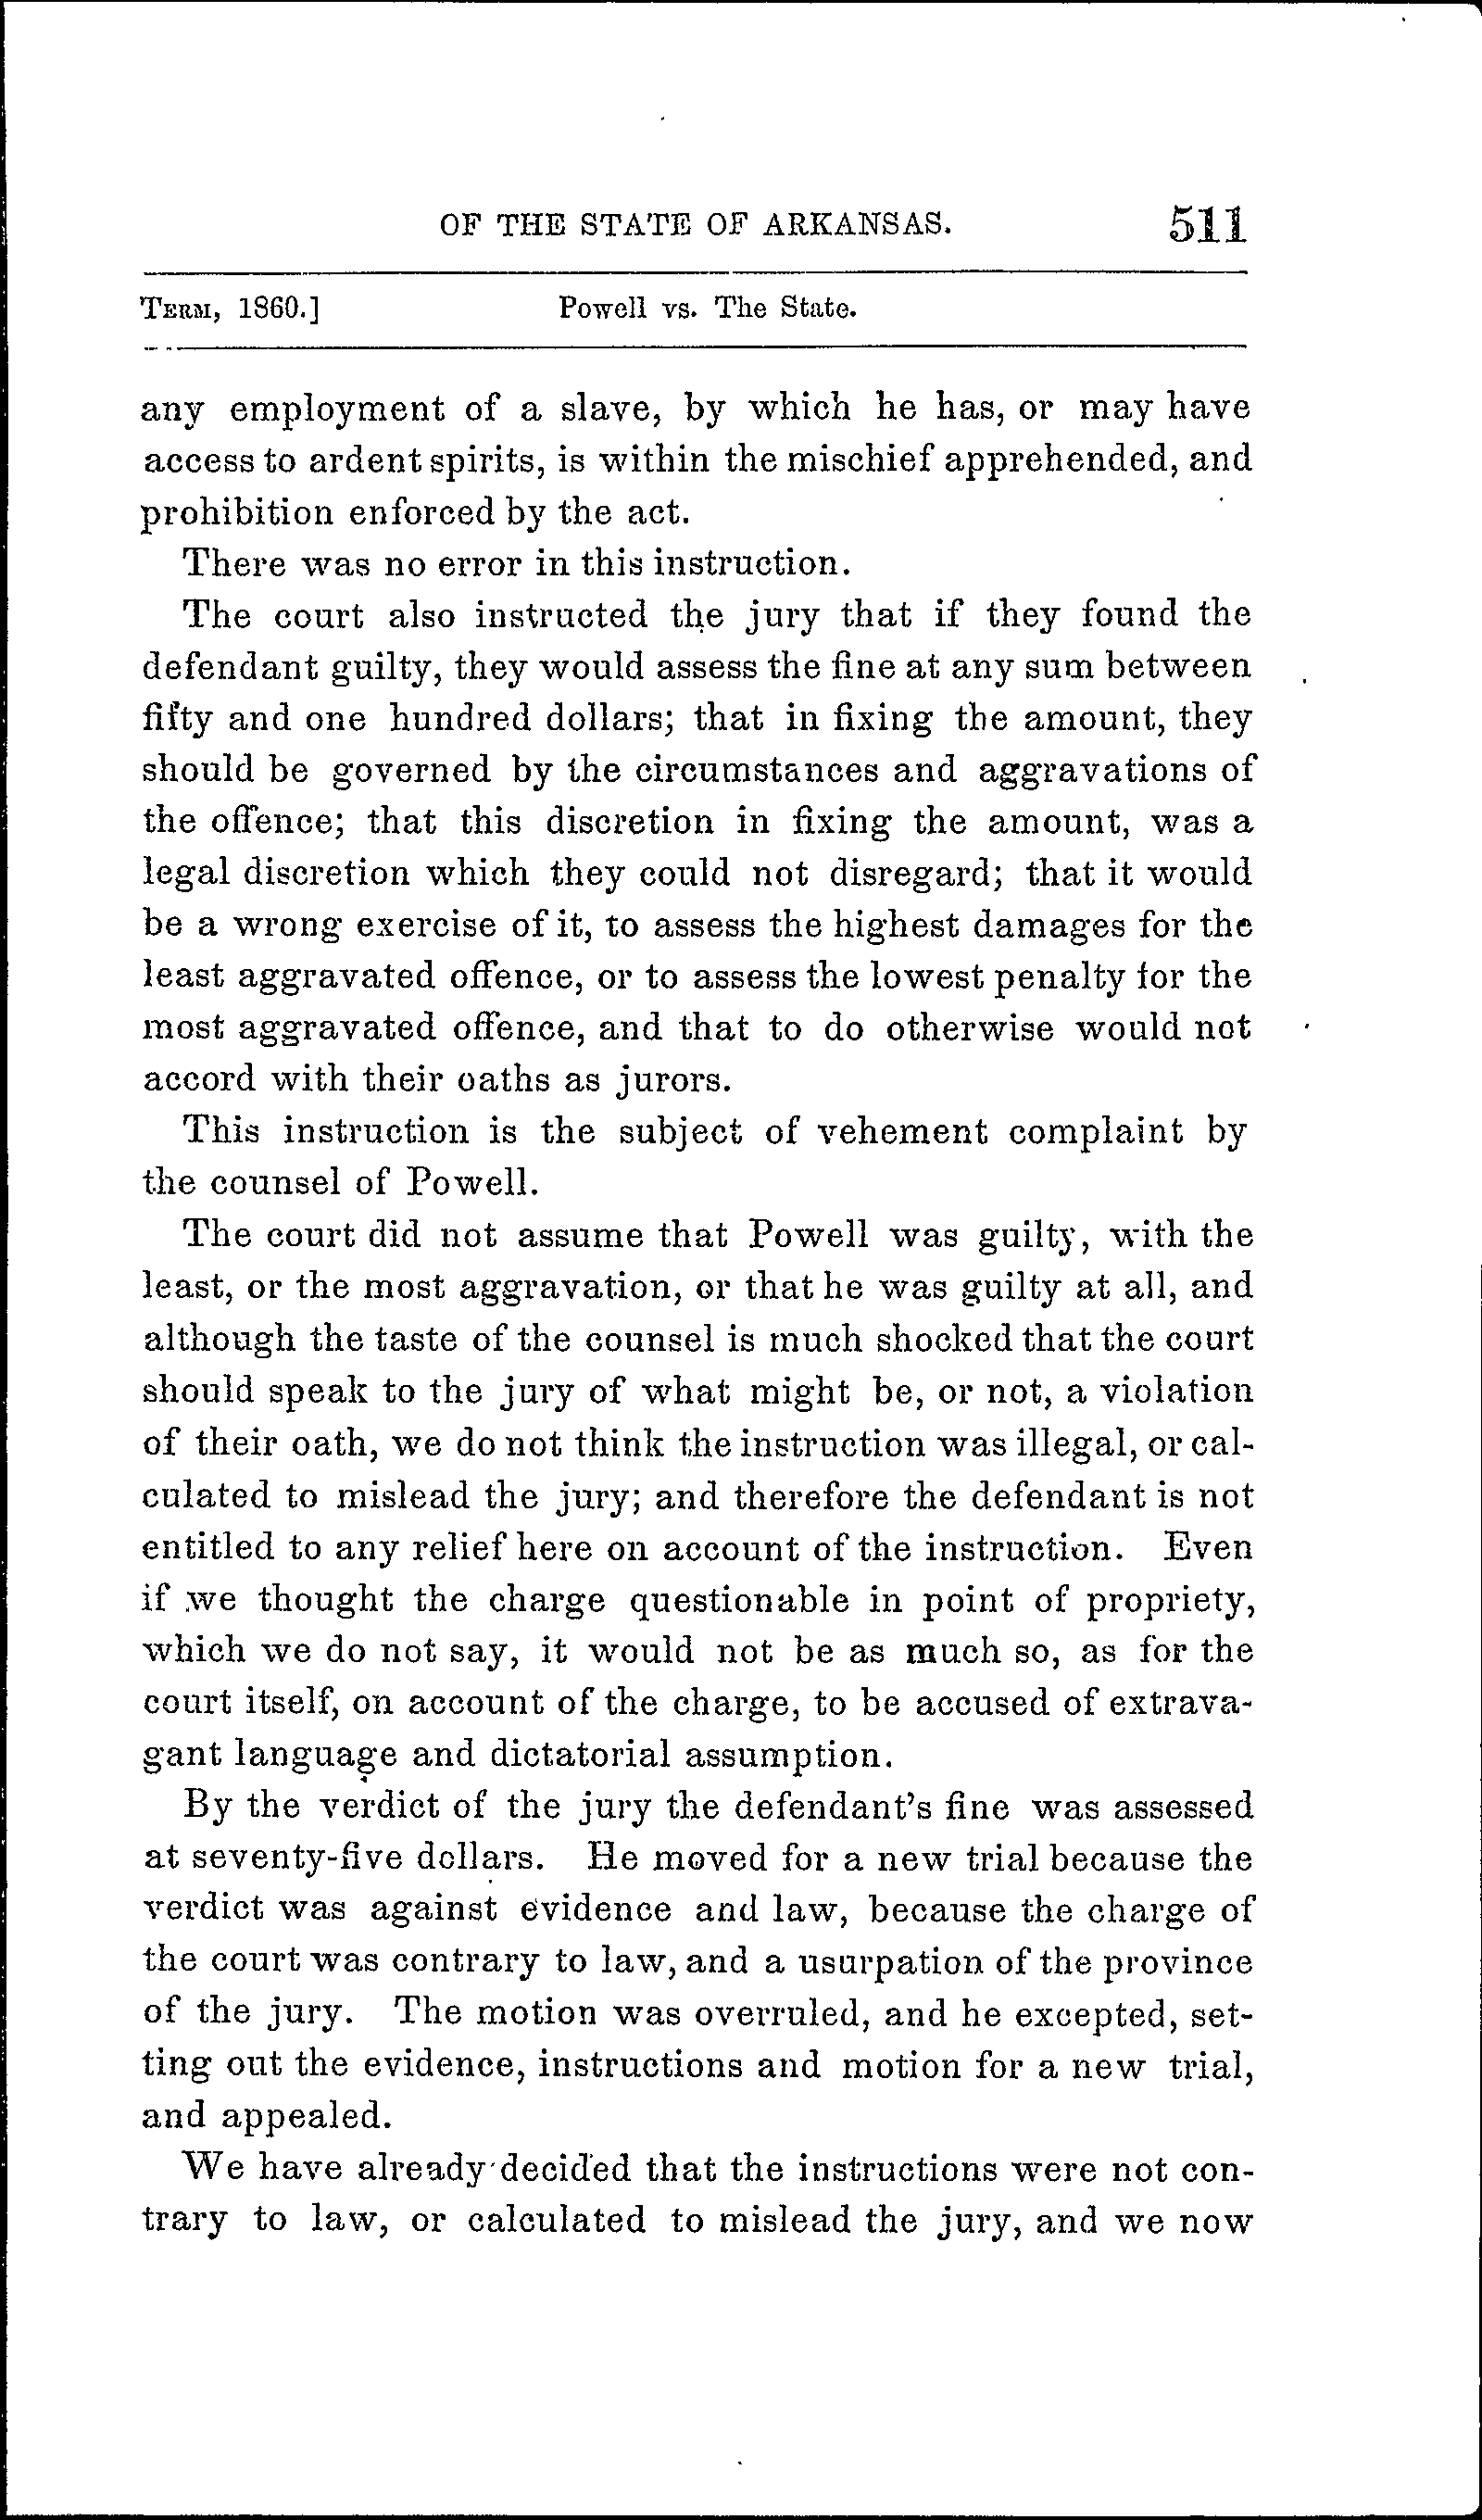 OF THE STATE OF ARKANSAS. 511
TERM, 1860.] Powell vs. The State.
any employment of a slave, by which he has, or may have
access to ardent spirits, is within the mischief apprehended, and
prohibition enforced by the act.
There was no error in this instruction.
The court also instructed the jury that if they found the
defendant guilty, they would assess the fine at any sum between
fifty and one hundred dollars; that in fixing the amount, they
should be governed by the circumstances and aggravations of
the offence; that this discretion in fixing the amount, was a
legal discretion which they could not disregard; that it would
be a wrong exercise of it, to assess the highest damages for the
least aggravated offence, or to assess the lowest penalty for the
most aggravated offence, and that to do otherwise would not
accord with their oaths as jurors.
This instruction is the subject of vehement complaint by
the counsel of Powell.
The court did not assume that Powell was guilty, with the
least, or the most aggravation, or that he was guilty at all, and
although the taste of the counsel is much shocked that the court
should speak to the jury of what might be, or not, a violation
of their oath, we do not think the instruction was illegal, or cal-
culated to mislead the jury; and therefore the defendant is not
entitled to any relief here on account of the instruction. Even
if we thought the charge questionable in point of propriety,
which we do not say, it would not be as much so, as for the
court itself, on account of the charge, to be accused of extrava-
gant language and dictatorial assumption.
By the verdict of the jury the defendant's fine was assessed
at seventy-five dollars. He moved for a new trial because the
verdict was against evidence and law, because the charge of
the court was contrary to law, and a usurpation of the province
of the jury. The motion was overruled, and he excepted, set-
ting out the evidence, instructions and motion for a new trial,
and appealed.
We have already decided that the instructions were not con-
trary to law, or calculated to mislead the jury, and we now